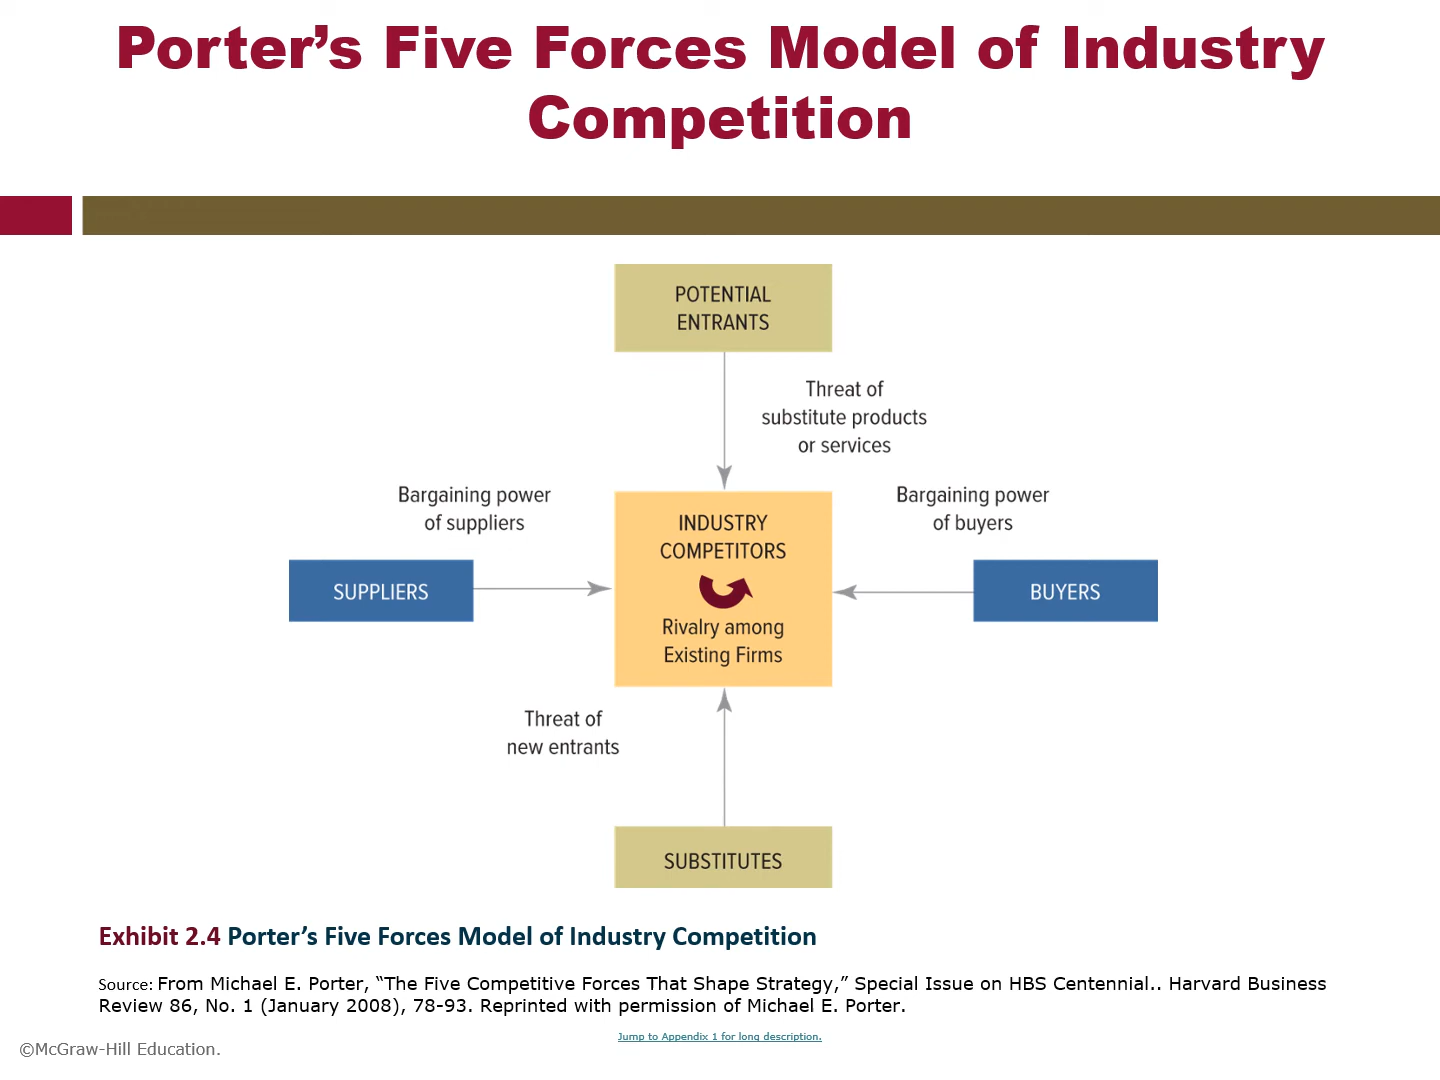 Porter’s Five Forces Model of Industry
Competition
POTENTIAL
ENTRANTS
Threat of
substitute products
or services
Bargaining power
of suppliers
Bargaining power
of buyers
INDUSTRY
COMPETITORS
SUPPLIERS
BUYERS
Rivalry among
Existing Firms
Threat of
new entrants
SUBSTITUTES
Exhibit 2.4 Porter’s Five Forces Model of Industry Competition
Source: From Michael E. Porter, “The Five Competitive Forces That Shape Strategy,” Special Issue on HBS Centennial.. Harvard Business
Review 86, No. 1 (January 2008), 78-93. Reprinted with permission of Michael E. Porter.
Jump to Appendix 1 for long description.
©McGraw-Hill Education.